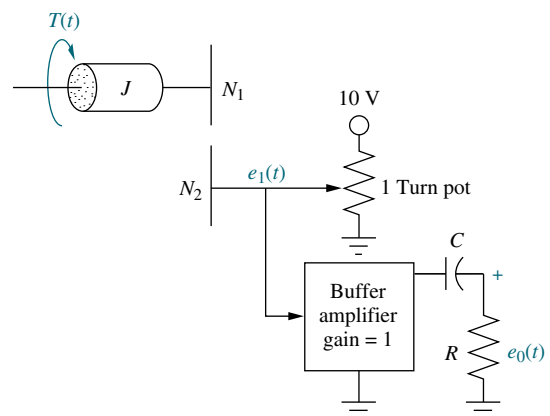 T(t)
J
N1
10 V
N2
e1(t)
1 Turn pot
C
+
Buffer
amplifier
gain = 1
R
e0(t)